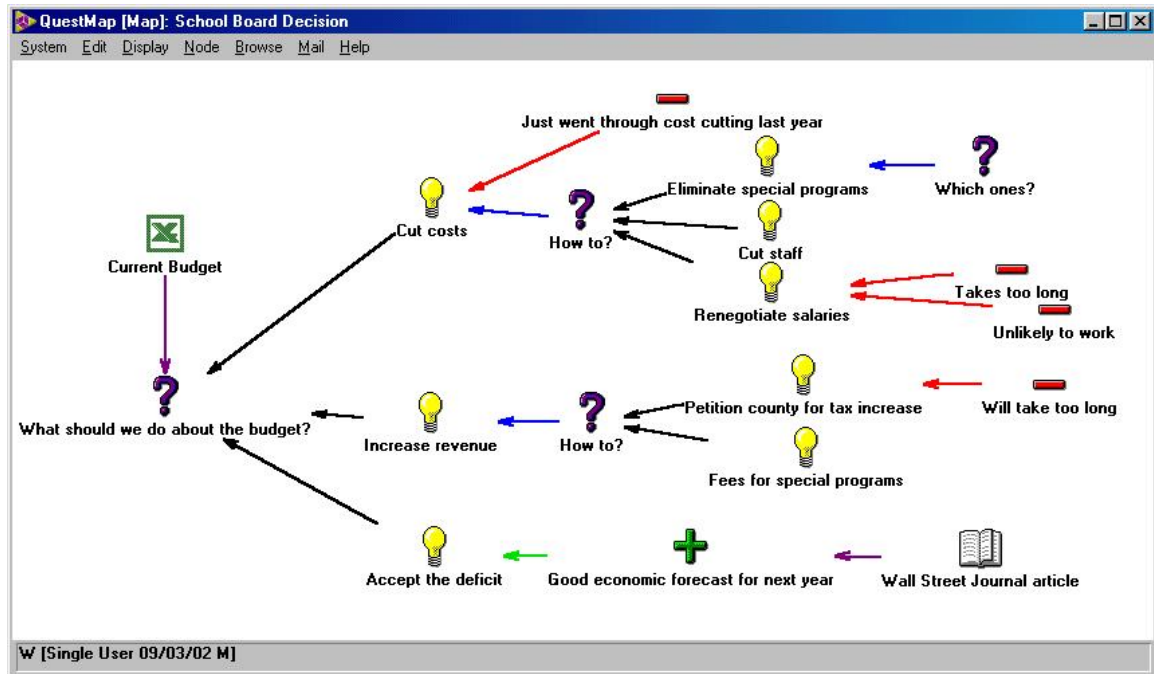 QuestMap [Map]: School Board Decision
System Edit Display Node Browse Mail Help
Just went through cost cutting last year
Eliminate special programs
Which ones?
Cut costs
How to?
Cut staff
Current Budget
Takes too long
Renegotiate salaries
Unlikely to work
Petition county for tax increase
Will take too long
What should we do about the budget?
Increase revenue
How to?
Fees for special programs
Accept the deficit
Good economic forecast for next year
Wall Street Journal article
W [Single User 09/03/02 M]